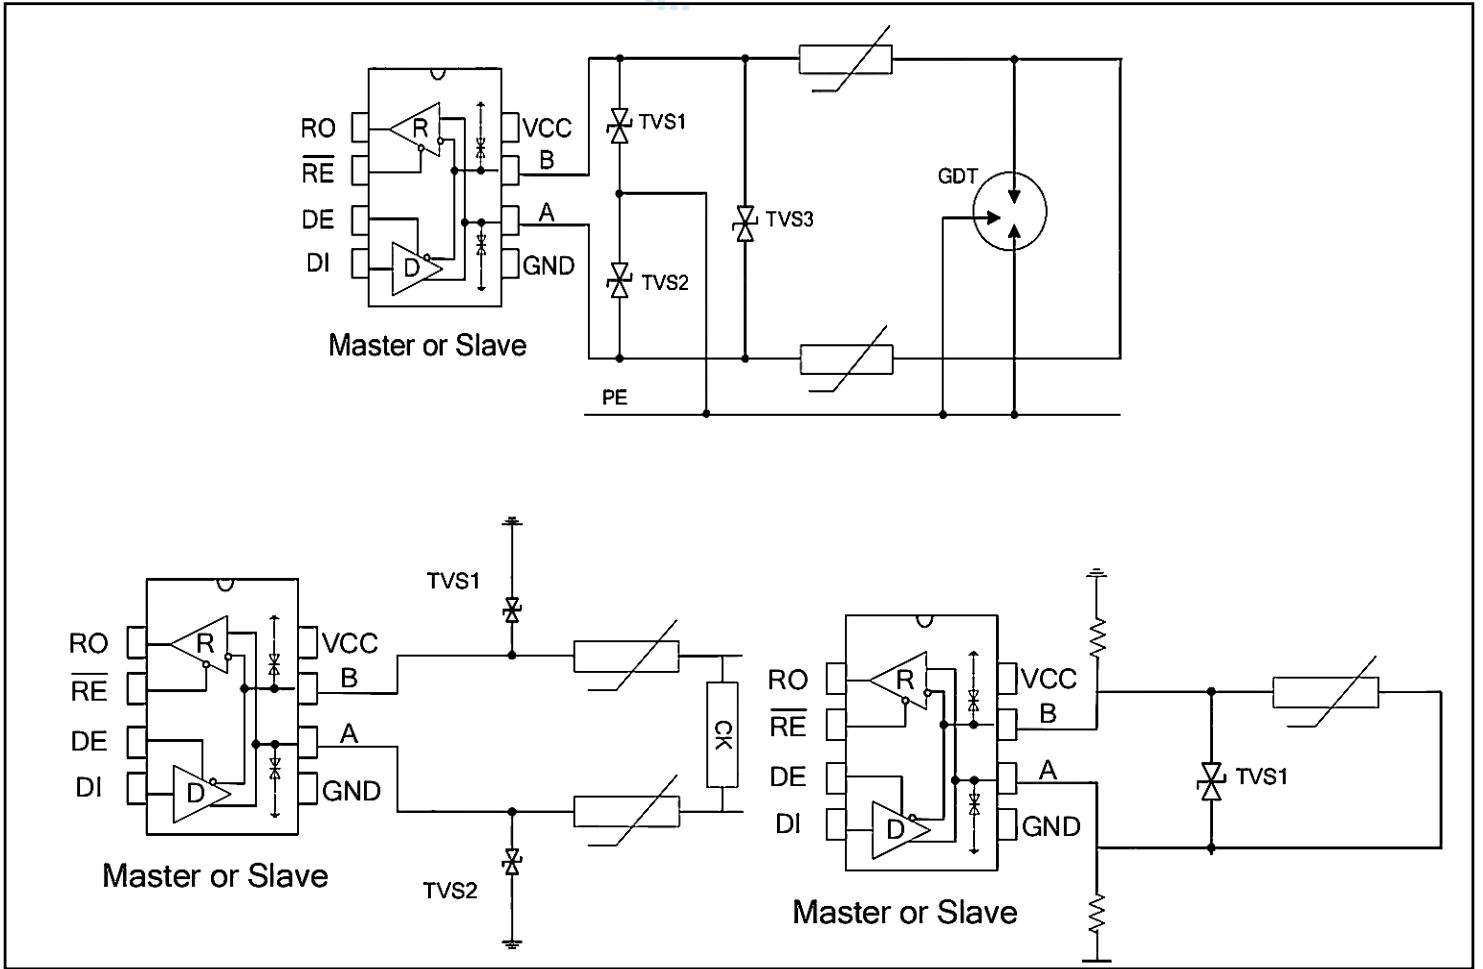 RO
R
VCC
TVS1
RE
B
GDT
DE
A
TVS3
DI
D
GND
TVS2
Master or Slave
PE
TVS1
RO
R
VCC
RE
B
CK
DE
A
DI
D
GND
Master or Slave
TVS2
RO
R
VCC
RE
B
DE
A
TVS1
DI
D
GND
Master or Slave